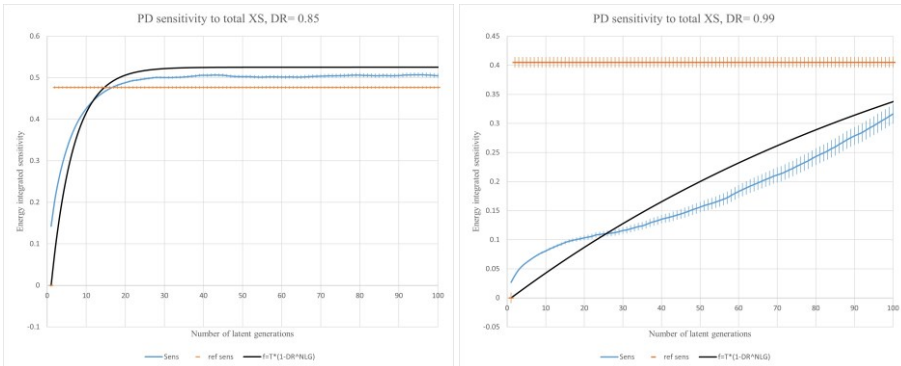 PD sensitivity to total XS, DR= 0.85
0.6
0.5
0.4
0.3
0.2
0.1
0
-0.1
Energy integrated sensitivity
0 10 20 30 40 50 60 70 80 90 100
Number of latent generations
Sens ref sens f=T*(1-DR^NLG)
PD sensitivity to total XS, DR= 0.99
0.45
0.4
0.35
0.3
0.25
0.2
0.15
0.1
0.05
0
-0.05
Energy integrated sensitivity
0 10 20 30 40 50 60 70 80 90 100
Number of latent generations
Sens ref sens f=T*(1-DR^NLG)